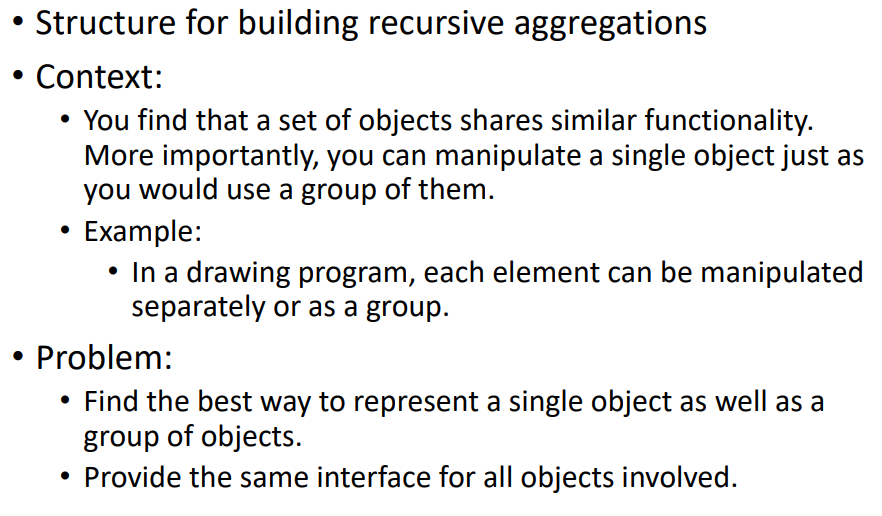 • Structure for building recursive aggregations
• Context:
• You find that a set of objects shares similar functionality.
More importantly, you can manipulate a single object just as
you would use a group of them.
• Example:
• In a drawing program, each element can be manipulated
separately or as a group.
• Problem:
• Find the best way to represent a single object as well as a
group of objects.
• Provide the same interface for all objects involved.